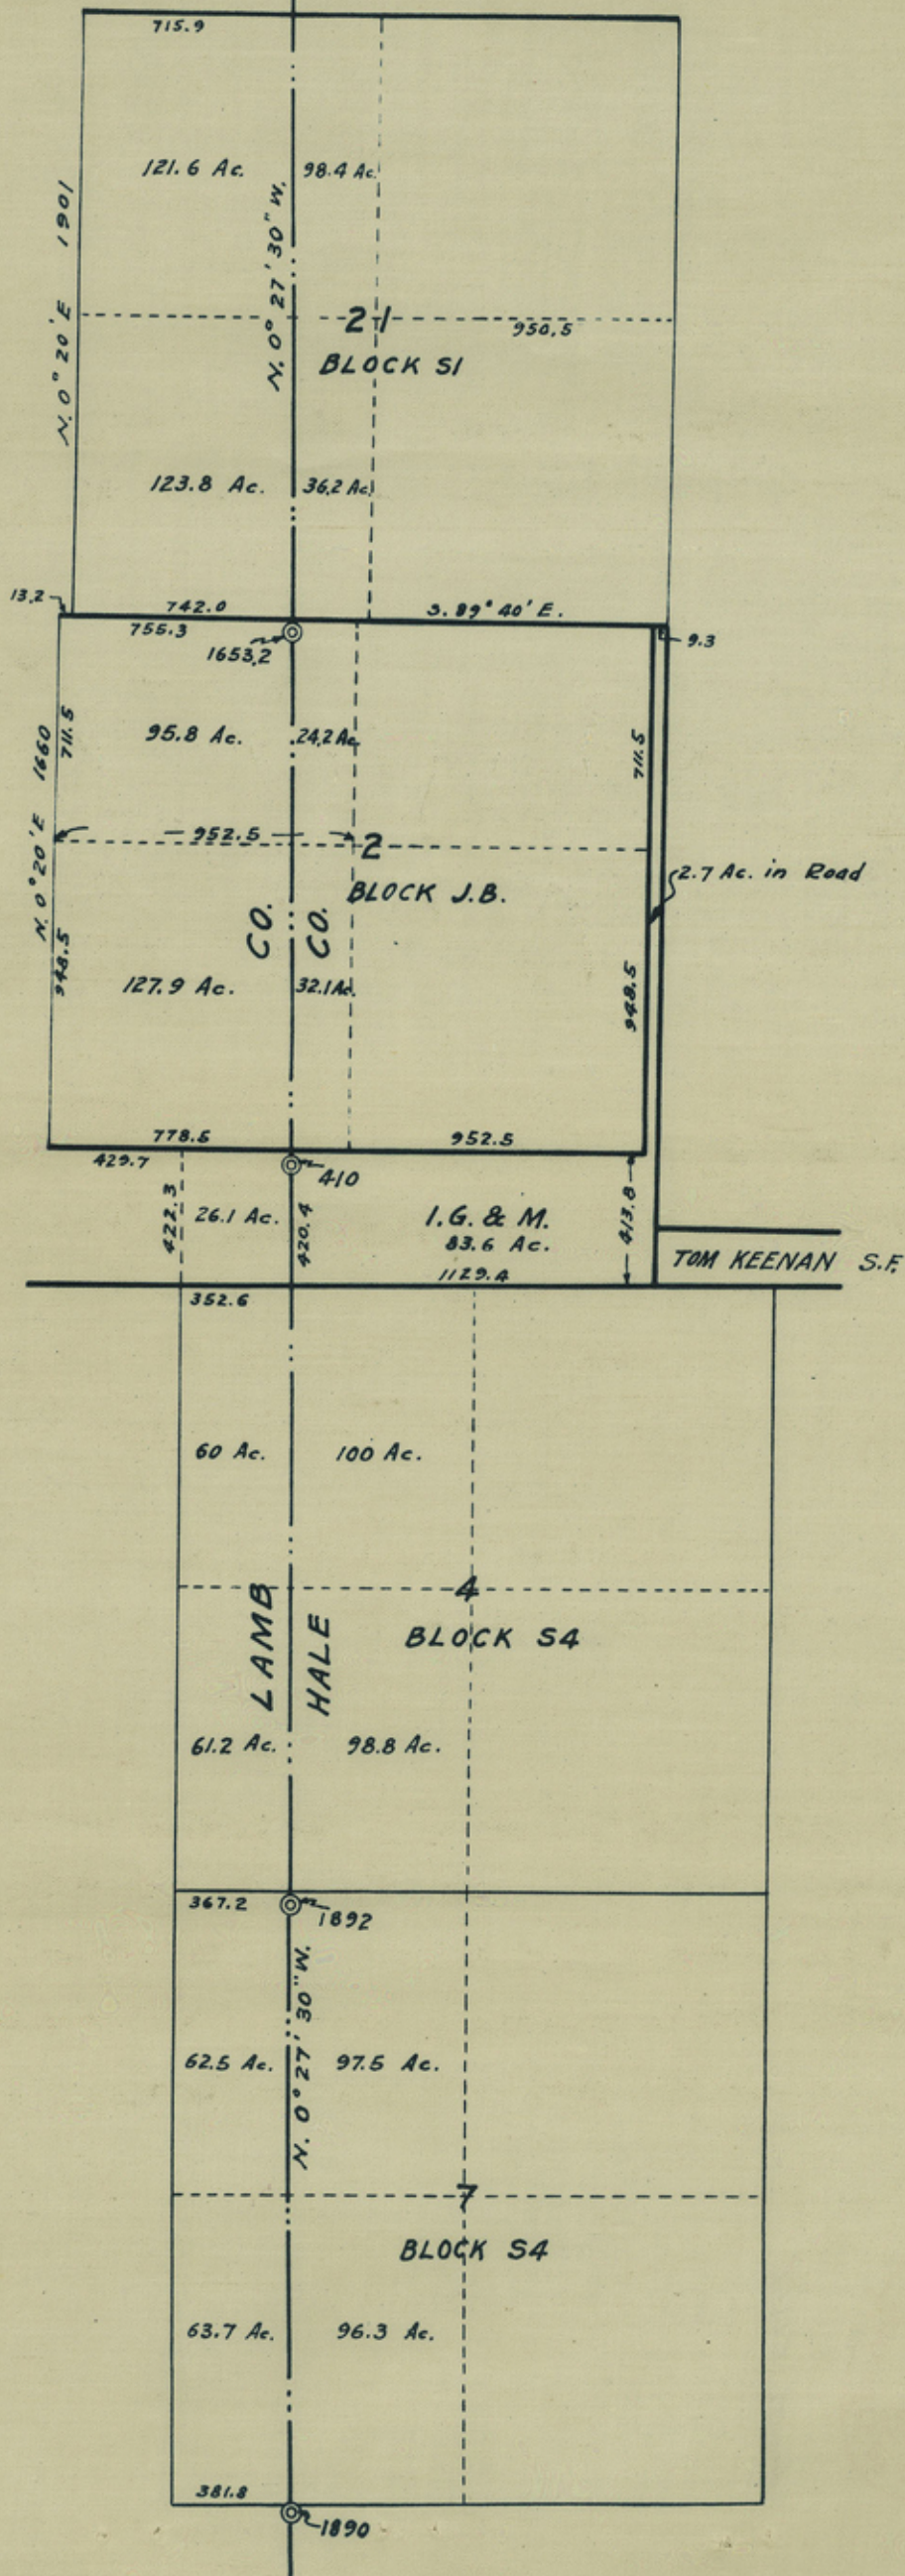 715.9
121.6 Ac.
98.4 Ac.
N. 0° 20' E 1901
N. 0° 27' 30" W.
21
950.5
BLOCK S1
123.8 Ac.
36.2 Ac.
13.2
742.0
S. 89° 40' E.
755.3
1653.2
9.3
95.8 Ac.
24.2 Ac.
711.5
711.5
N. 0° 20' E 1660
952.5
2
BLOCK J.B.
2.7 Ac. in Road
CO.
CO.
948.5
948.5
127.9 Ac.
32.1 Ac.
778.5
952.5
429.7
410
422.3
26.1 Ac.
420.4
I.G. & M.
83.6 Ac.
413.8
1129.4
TOM KEENAN S.F.
352.6
60 Ac.
100 Ac.
4
LAMB
HALE
BLOCK S4
61.2 Ac.
98.8 Ac.
367.2
1892
N. 0° 27' 30" W.
62.5 Ac.
97.5 Ac.
7
BLOCK S4
63.7 Ac.
96.3 Ac.
381.8
1890